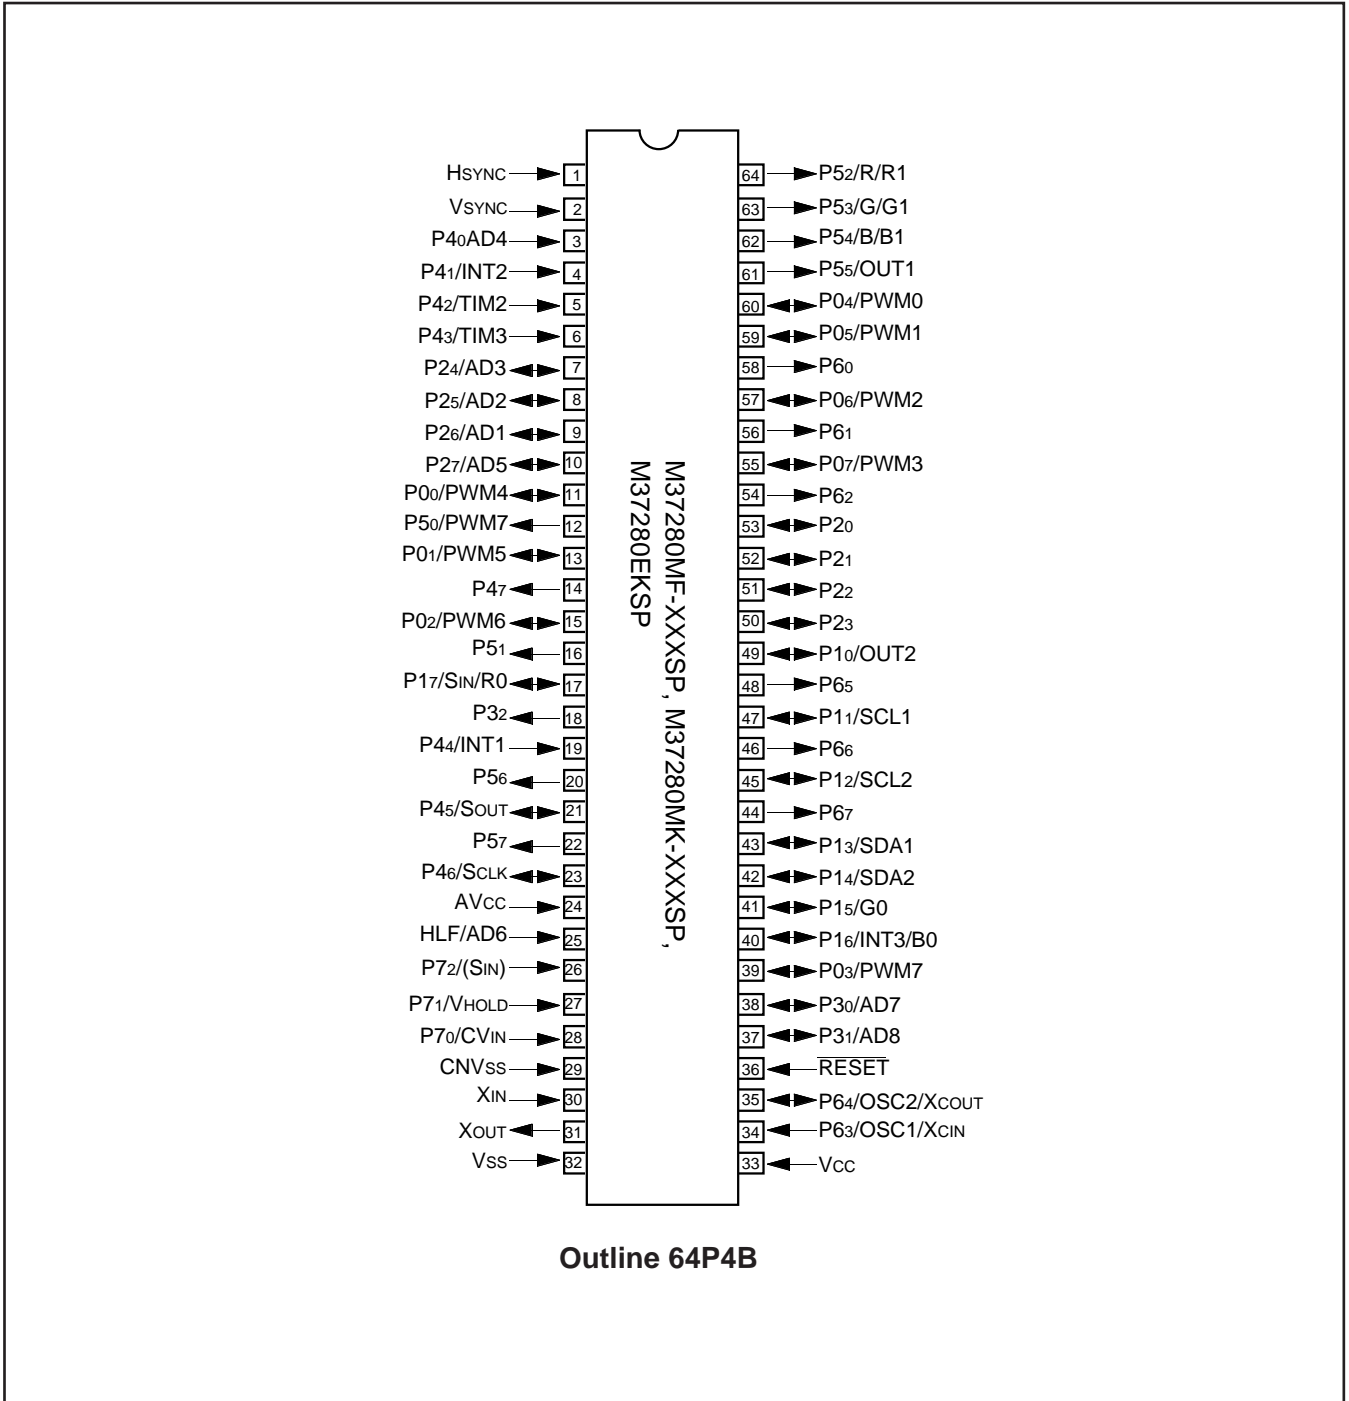 HSYNC 1 64 P52/R/R1
VSYNC 2 63 P53/G/G1
P40AD4 3 62 P54/B/B1
P41/INT2 4 61 P55/OUT1
P42/TIM2 5 60 P04/PWM0
P43/TIM3 6 59 P05/PWM1
P24/AD3 7 58 P60
P25/AD2 8 57 P06/PWM2
P26/AD1 9 56 P61
P27/AD5 10 55 P07/PWM3
P00/PWM4 11 54 P62
P50/PWM7 12 53 P20
P01/PWM5 13 52 P21
P47 14 51 P22
P02/PWM6 15 50 P23
P51 16 49 P10/OUT2
P17/SIN/R0 17 48 P65
P32 18 47 P11/SCL1
P44/INT1 19 46 P66
P56 20 45 P12/SCL2
P45/SOUT 21 44 P67
P57 22 43 P13/SDA1
P46/SCLK 23 42 P14/SDA2
AVCC 24 41 P15/G0
HLF/AD6 25 40 P16/INT3/B0
P72/(SIN) 26 39 P03/PWM7
P71/VHOLD 27 38 P30/AD7
P70/CVIN 28 37 P31/AD8
CNVSS 29 36 RESET
XIN 30 35 P64/OSC2/XCOUT
XOUT 31 34 P63/OSC1/XCIN
VSS 32 33 VCC
M37280MF-XXXSP, M37280MK-XXXSP,
M37280EKSP
Outline 64P4B